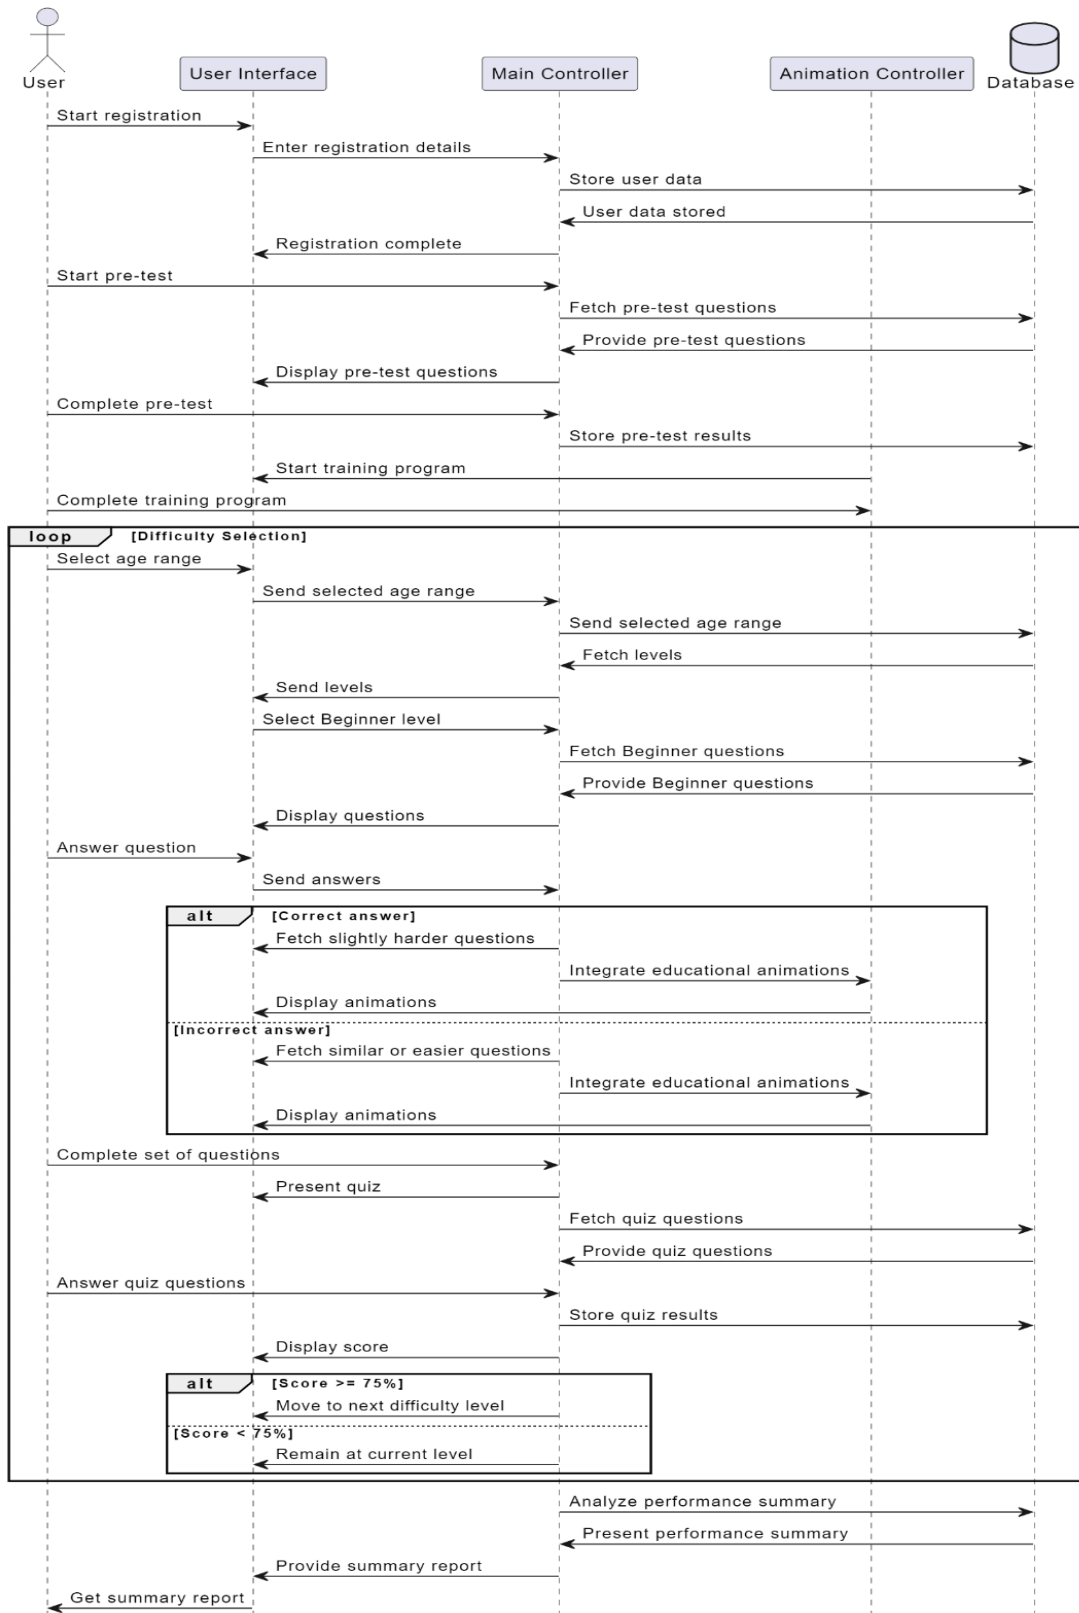 User
User Interface
Main Controller
Animation Controller
Database
Start registration
Enter registration details
Store user data
User data stored
Registration complete
Start pre-test
Fetch pre-test questions
Provide pre-test questions
Display pre-test questions
Complete pre-test
Store pre-test results
Start training program
Complete training program
loop [Difficulty Selection]
Select age range
Send selected age range
Send selected age range
Fetch levels
Send levels
Select Beginner level
Fetch Beginner questions
Provide Beginner questions
Display questions
Answer question
Send answers
alt [Correct answer]
Fetch slightly harder questions
Integrate educational animations
Display animations
[Incorrect answer]
Fetch similar or easier questions
Integrate educational animations
Display animations
Complete set of questions
Present quiz
Fetch quiz questions
Provide quiz questions
Answer quiz questions
Store quiz results
Display score
alt [Score >= 75%]
Move to next difficulty level
[Score < 75%]
Remain at current level
Analyze performance summary
Present performance summary
Provide summary report
Get summary report